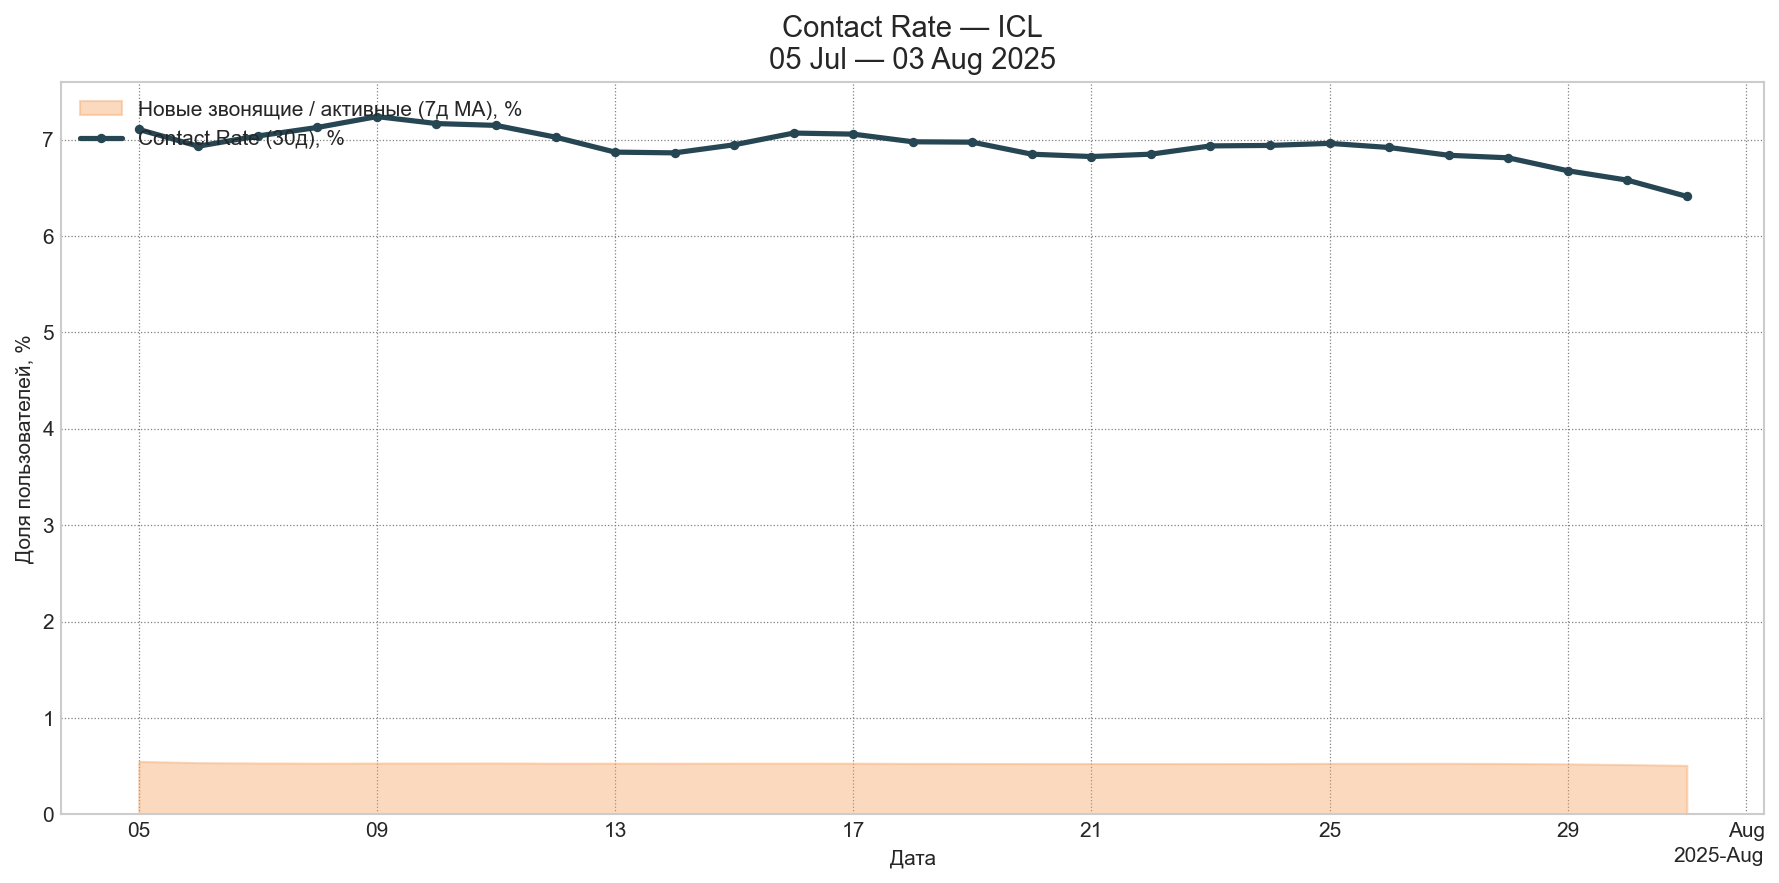 Contact Rate — ICL
05 Jul — 03 Aug 2025
Новые звонящие / активные (7д MA), %
Contact Rate (30д), %
Доля пользователей, %
7
6
5
4
3
2
1
0
05
09
13
17
21
25
29
Aug
2025-Aug
Дата